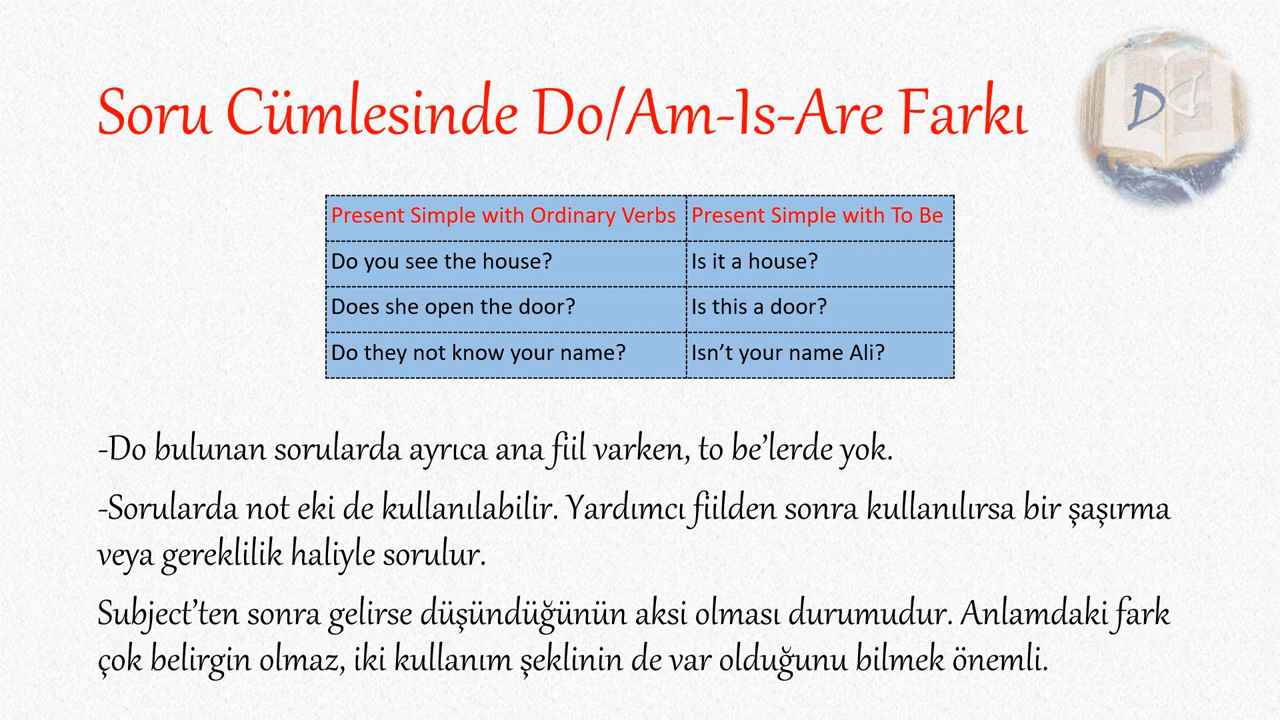 Soru Cümlesinde Do/Am-Is-Are Farkı
D
Present Simple with Ordinary Verbs Present Simple with To Be
Do you see the house? Is it a house?
Does she open the door? Is this a door?
Do they not know your name? Isn’t your name Ali?
-Do bulunan sorularda ayrıca ana fiil varken, to be’lerde yok.
-Sorularda not eki de kullanılabilir. Yardımcı fiilden sonra kullanılırsa bir şaşırma
veya gereklilik haliyle sorulur.
Subject’ten sonra gelirse düşündüğünün aksi olması durumudur. Anlamdaki fark
çok belirgin olmaz, iki kullanım şeklinin de var olduğunu bilmek önemli.